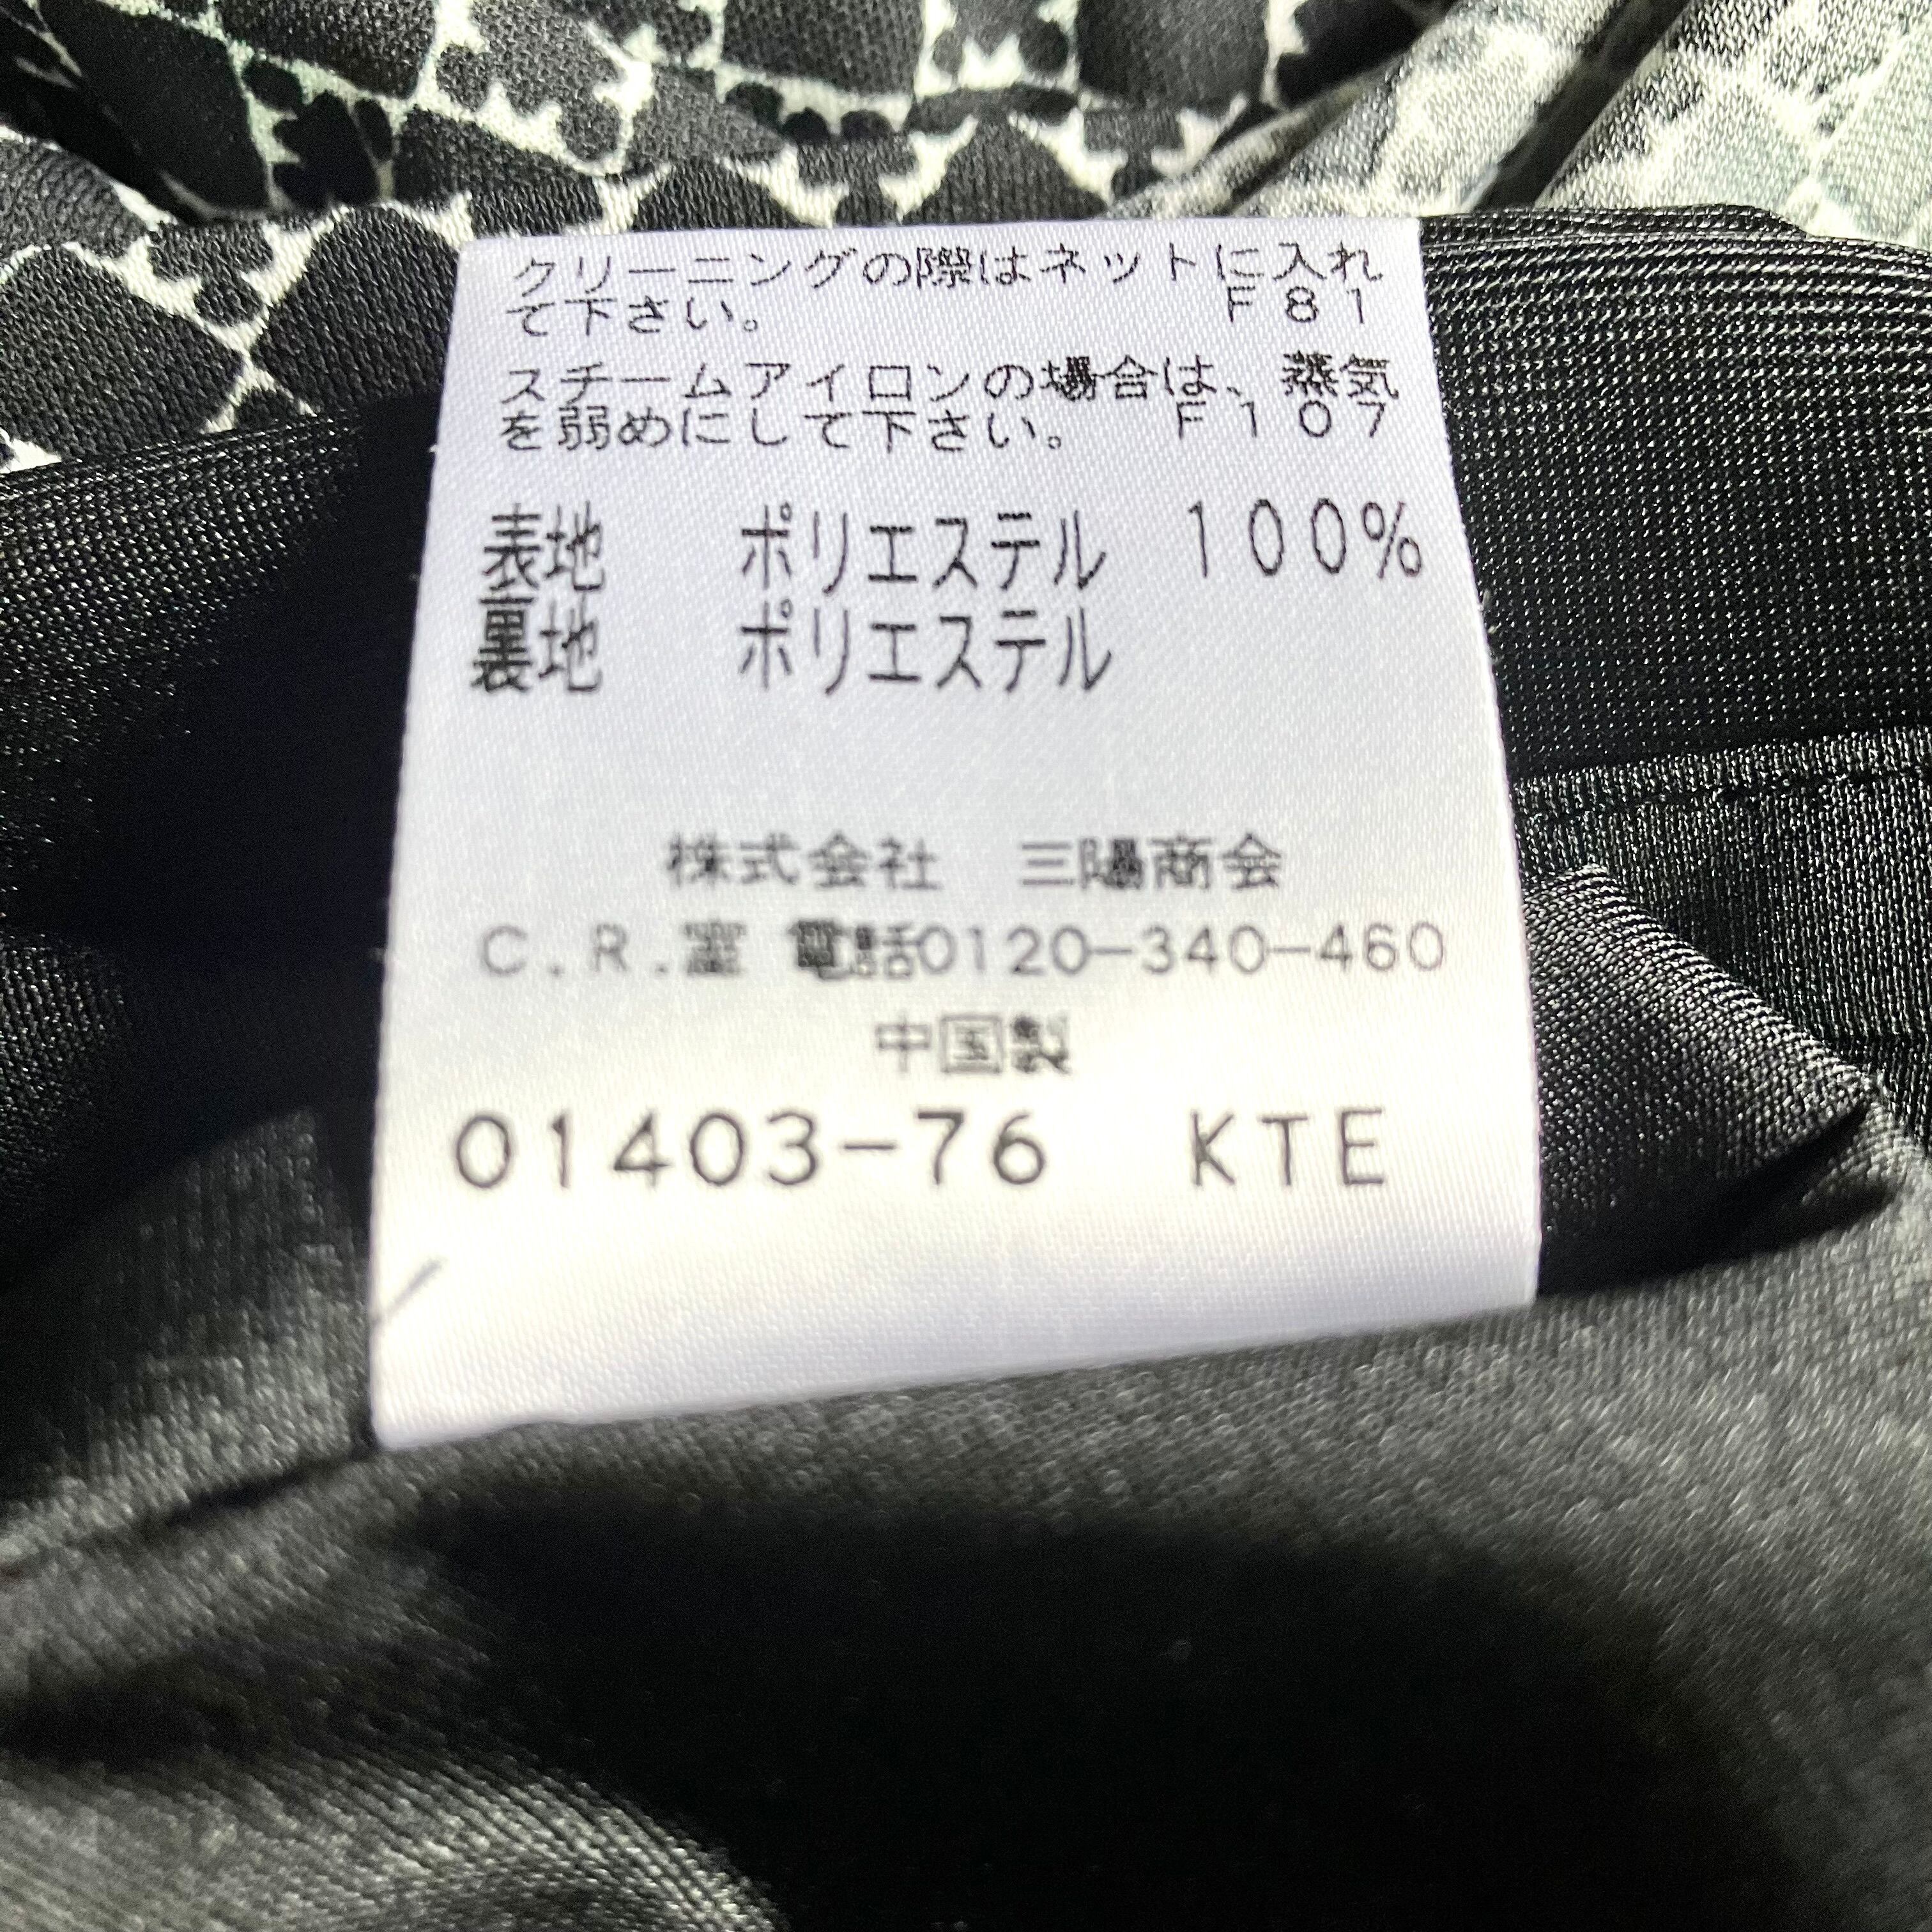 クリーニングの際はネットに入れ
て下さい。 F81
スチームアイロンの場合は、蒸気
を弱めにして下さい。 F107
表地 ポリエステル 100%
裏地 ポリエステル
株式会社 三陽商会
C.R.室 電話0120-340-460
中国製
01403-76 KTE